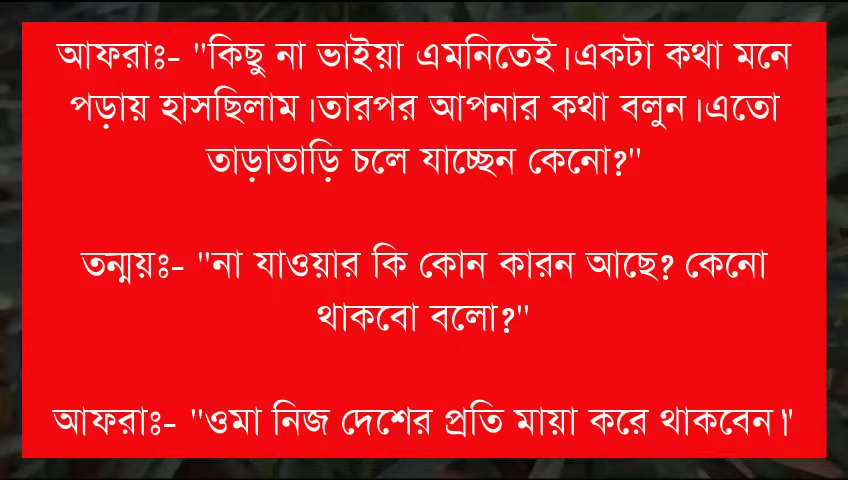 আফরাঃ- "কিছু না ভাইয়া এমনিতেই।একটা কথা মনে
পড়ায় হাসছিলাম।তারপর আপনার কথা বলুন।এতো
তাড়াতাড়ি চলে যাচ্ছেন কেনো?"
তন্ময়ঃ- "না যাওয়ার কি কোন কারন আছে? কেনো
থাকবো বলো?"
আফরাঃ- "ওমা নিজ দেশের প্রতি মায়া করে থাকবেন।"